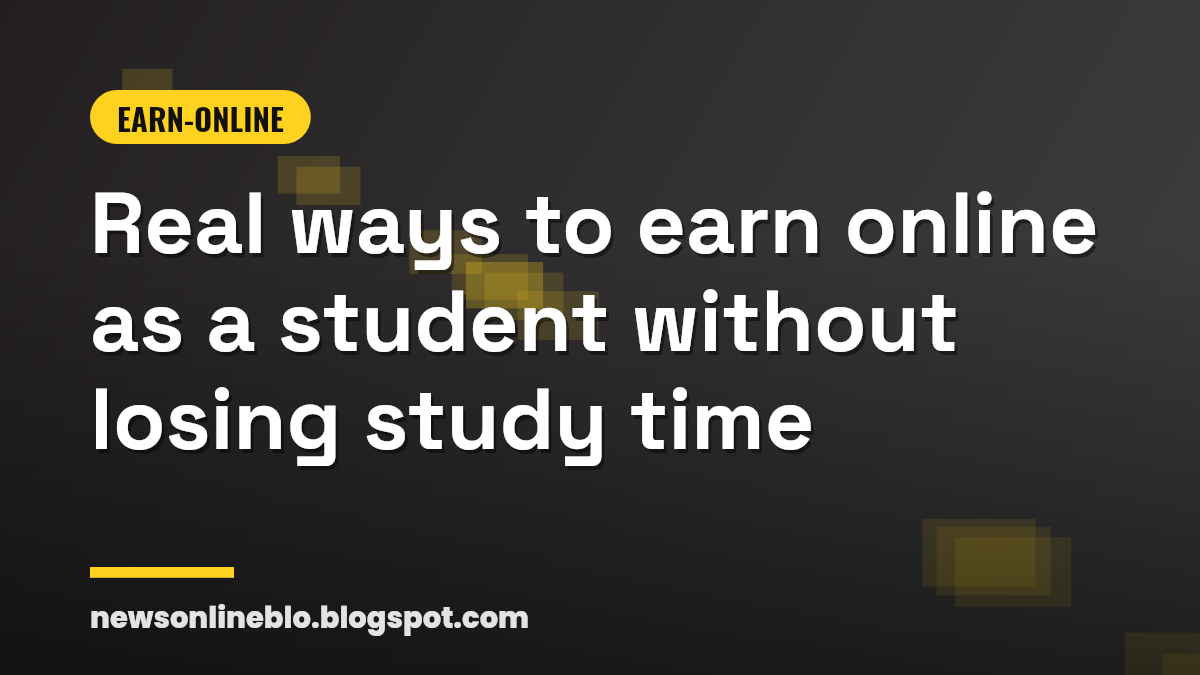 EARN-ONLINE
Real ways to earn online
as a student without
losing study time
newsonlineblo.blogspot.com